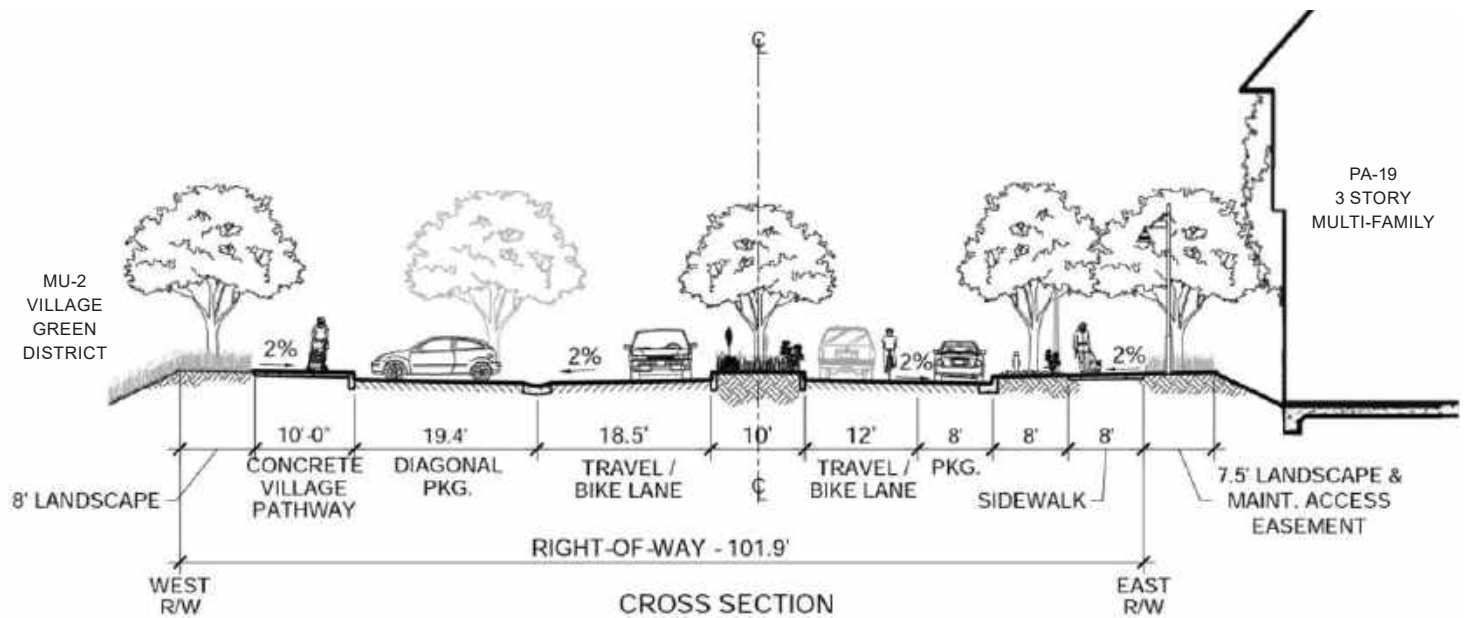 ℄
PA-19
3 STORY
MULTI-FAMILY
MU-2
VILLAGE
GREEN
DISTRICT
2%
2%
2%
2%
10'-0"
19.4'
18.5'
10'
12'
8'
8'
8'
8' LANDSCAPE
CONCRETE
VILLAGE
PATHWAY
DIAGONAL
PKG.
TRAVEL /
BIKE LANE
℄
TRAVEL /
BIKE LANE
PKG.
SIDEWALK
7.5' LANDSCAPE &
MAINT. ACCESS
EASEMENT
RIGHT-OF-WAY - 101.9'
WEST
R/W
CROSS SECTION
EAST
R/W